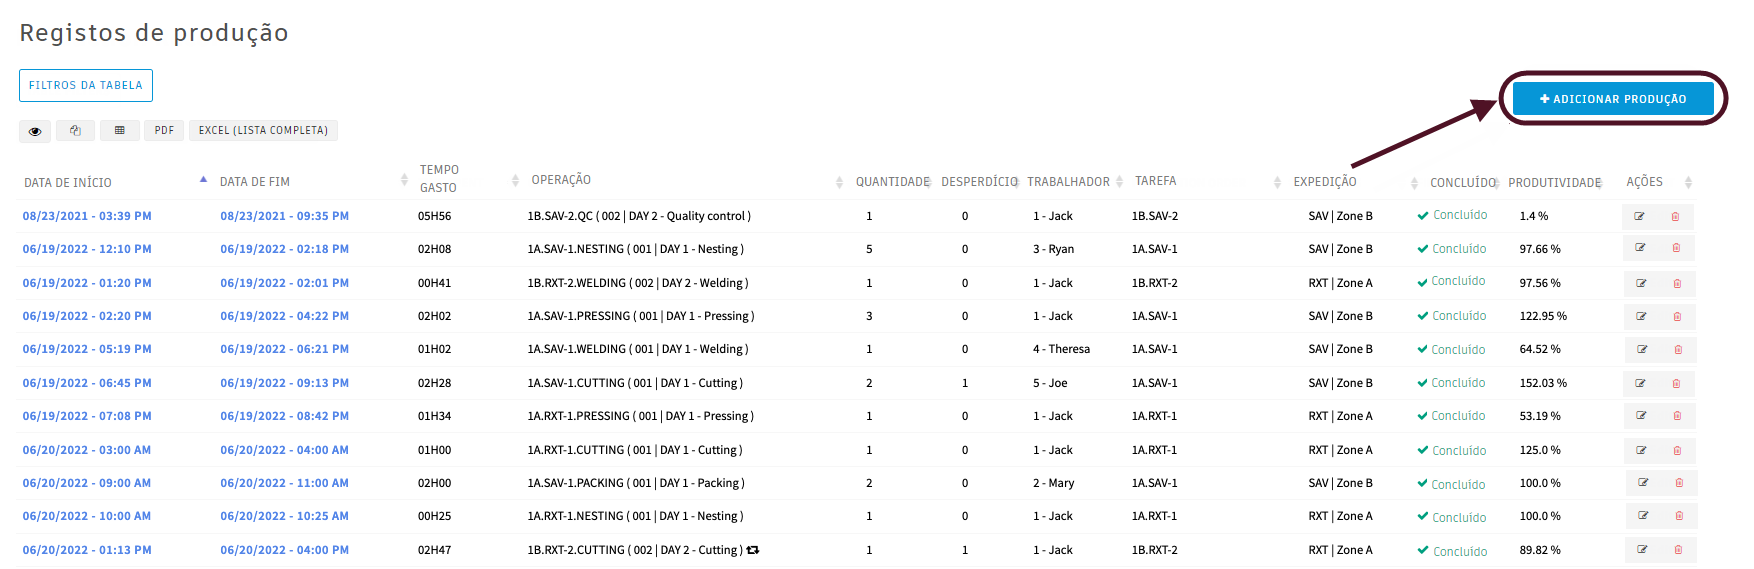 Registos de produção
FILTROS DA TABELA
+ ADICIONAR PRODUÇÃO
PDF EXCEL (LISTA COMPLETA)
DATA DE INÍCIO DATA DE FIM TEMPO GASTO OPERAÇÃO QUANTIDADE DESPERDÍCIO TRABALHADOR TAREFA EXPEDIÇÃO CONCLUÍDO PRODUTIVIDADE AÇÕES
08/23/2021 - 03:39 PM 08/23/2021 - 09:35 PM 05H56 1B.SAV-2.QC ( 002 | DAY 2 - Quality control ) 1 0 1 - Jack 1B.SAV-2 SAV | Zone B Concluído 1.4 %
06/19/2022 - 12:10 PM 06/19/2022 - 02:18 PM 02H08 1A.SAV-1.NESTING ( 001 | DAY 1 - Nesting ) 5 0 3 - Ryan 1A.SAV-1 SAV | Zone B Concluído 97.66 %
06/19/2022 - 01:20 PM 06/19/2022 - 02:01 PM 00H41 1B.RXT-2.WELDING ( 002 | DAY 2 - Welding ) 1 0 1 - Jack 1B.RXT-2 RXT | Zone A Concluído 97.56 %
06/19/2022 - 02:20 PM 06/19/2022 - 04:22 PM 02H02 1A.SAV-1.PRESSING ( 001 | DAY 1 - Pressing ) 3 0 1 - Jack 1A.SAV-1 SAV | Zone B Concluído 122.95 %
06/19/2022 - 05:19 PM 06/19/2022 - 06:21 PM 01H02 1A.SAV-1.WELDING ( 001 | DAY 1 - Welding ) 1 0 4 - Theresa 1A.SAV-1 SAV | Zone B Concluído 64.52 %
06/19/2022 - 06:45 PM 06/19/2022 - 09:13 PM 02H28 1A.SAV-1.CUTTING ( 001 | DAY 1 - Cutting ) 2 1 5 - Joe 1A.SAV-1 SAV | Zone B Concluído 152.03 %
06/19/2022 - 07:08 PM 06/19/2022 - 08:42 PM 01H34 1A.RXT-1.PRESSING ( 001 | DAY 1 - Pressing ) 1 0 1 - Jack 1A.RXT-1 RXT | Zone A Concluído 53.19 %
06/20/2022 - 03:00 AM 06/20/2022 - 04:00 AM 01H00 1A.RXT-1.CUTTING ( 001 | DAY 1 - Cutting ) 1 0 1 - Jack 1A.RXT-1 RXT | Zone A Concluído 125.0 %
06/20/2022 - 09:00 AM 06/20/2022 - 11:00 AM 02H00 1A.SAV-1.PACKING ( 001 | DAY 1 - Packing ) 2 0 2 - Mary 1A.SAV-1 SAV | Zone B Concluído 100.0 %
06/20/2022 - 10:00 AM 06/20/2022 - 10:25 AM 00H25 1A.RXT-1.NESTING ( 001 | DAY 1 - Nesting ) 1 0 1 - Jack 1A.RXT-1 RXT | Zone A Concluído 100.0 %
06/20/2022 - 01:13 PM 06/20/2022 - 04:00 PM 02H47 1B.RXT-2.CUTTING ( 002 | DAY 2 - Cutting ) 1 1 1 - Jack 1B.RXT-2 RXT | Zone A Concluído 89.82 %